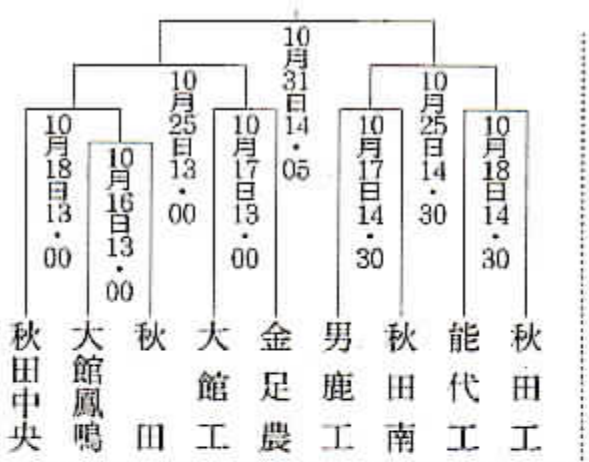 10月31日14・05
10月25日13・00
10月25日14・30
10月18日13・00
10月17日13・00
10月17日14・30
10月18日14・30
10月16日13・00
秋田中央
大館鳳鳴
秋田
大館工
金足農
男鹿工
秋田南
能代工
秋田工